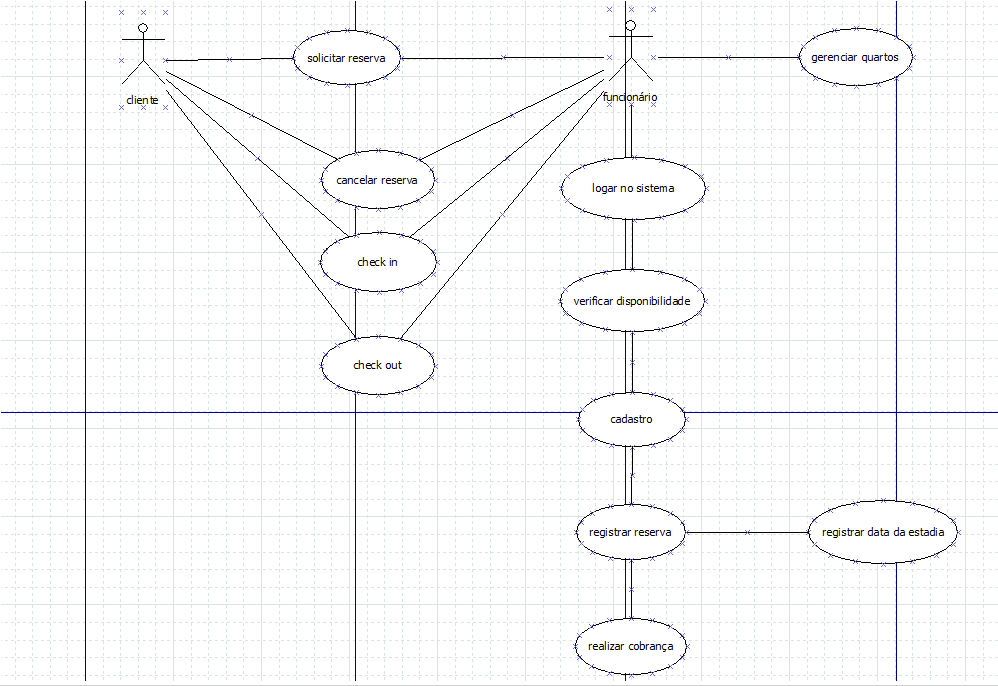 solicitar reserva
gerenciar quartos
cliente
funcionário
cancelar reserva
logar no sistema
check in
verificar disponibilidade
check out
cadastro
registrar reserva
registrar data da estadia
realizar cobrança